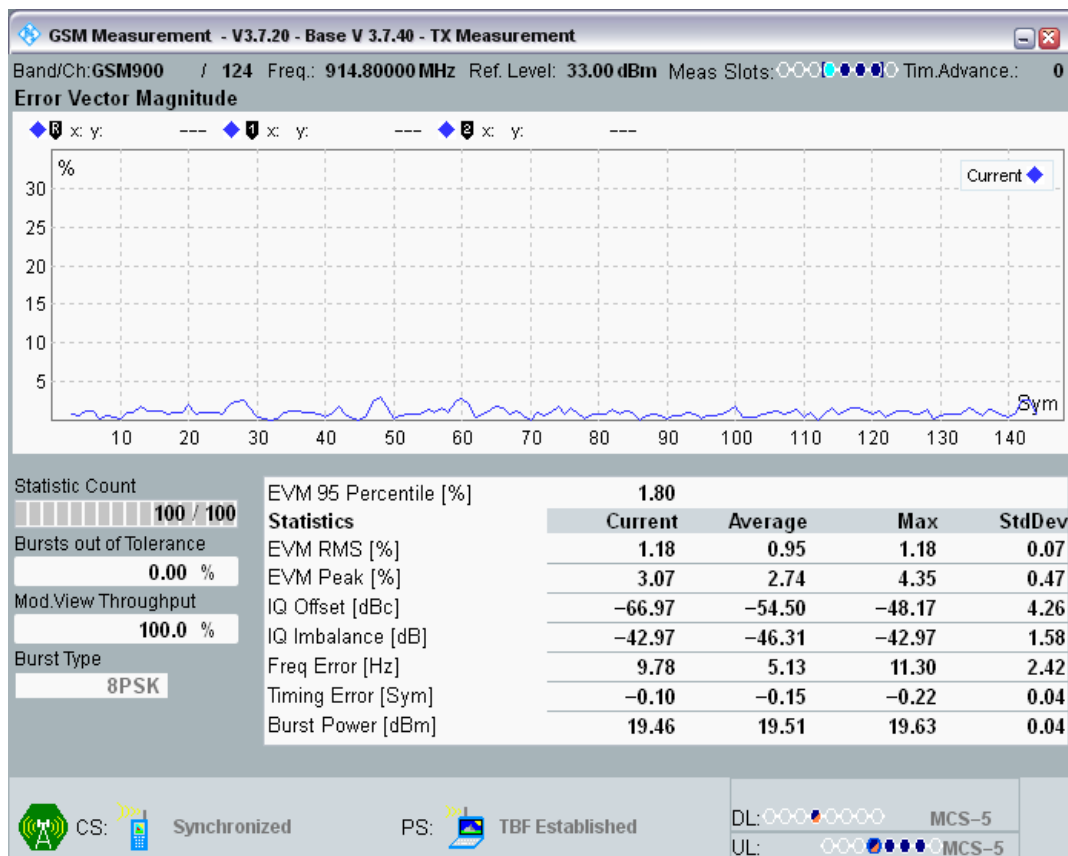 GSM Measurement - V3.7.20 - Base V 3.7.40 - TX Measurement
Band/Ch:GSM900 / 124 Freq.: 914.80000 MHz Ref. Level: 33.00 dBm Meas Slots: Tim.Advance.: 0
Error Vector Magnitude
R x: y: --- 1 x: y: --- 2 x: y: ---
%
Current
30
25
20
15
10
5
Sym
10 20 30 40 50 60 70 80 90 100 110 120 130 140
Statistic Count
100 / 100
Bursts out of Tolerance
0.00 %
Mod.View Throughput
100.0 %
Burst Type
8PSK
EVM 95 Percentile [%] 1.80
Statistics Current Average Max StdDev
EVM RMS [%] 1.18 0.95 1.18 0.07
EVM Peak [%] 3.07 2.74 4.35 0.47
IQ Offset [dBc] −66.97 −54.50 −48.17 4.26
IQ Imbalance [dB] −42.97 −46.31 −42.97 1.58
Freq Error [Hz] 9.78 5.13 11.30 2.42
Timing Error [Sym] −0.10 −0.15 −0.22 0.04
Burst Power [dBm] 19.46 19.51 19.63 0.04
CS: Synchronized PS: TBF Established
DL: MCS−5
UL: MCS−5